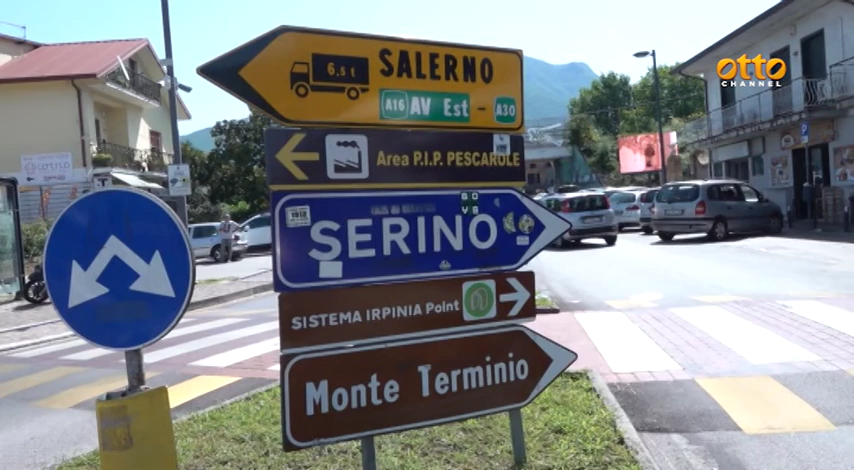 OTTO
CHANNEL
6,5 t
SALERNO
A16 AV Est - A30
Area P.I.P. PESCAROLE
SERINO
SISTEMA IRPINIA Point
Monte Terminio